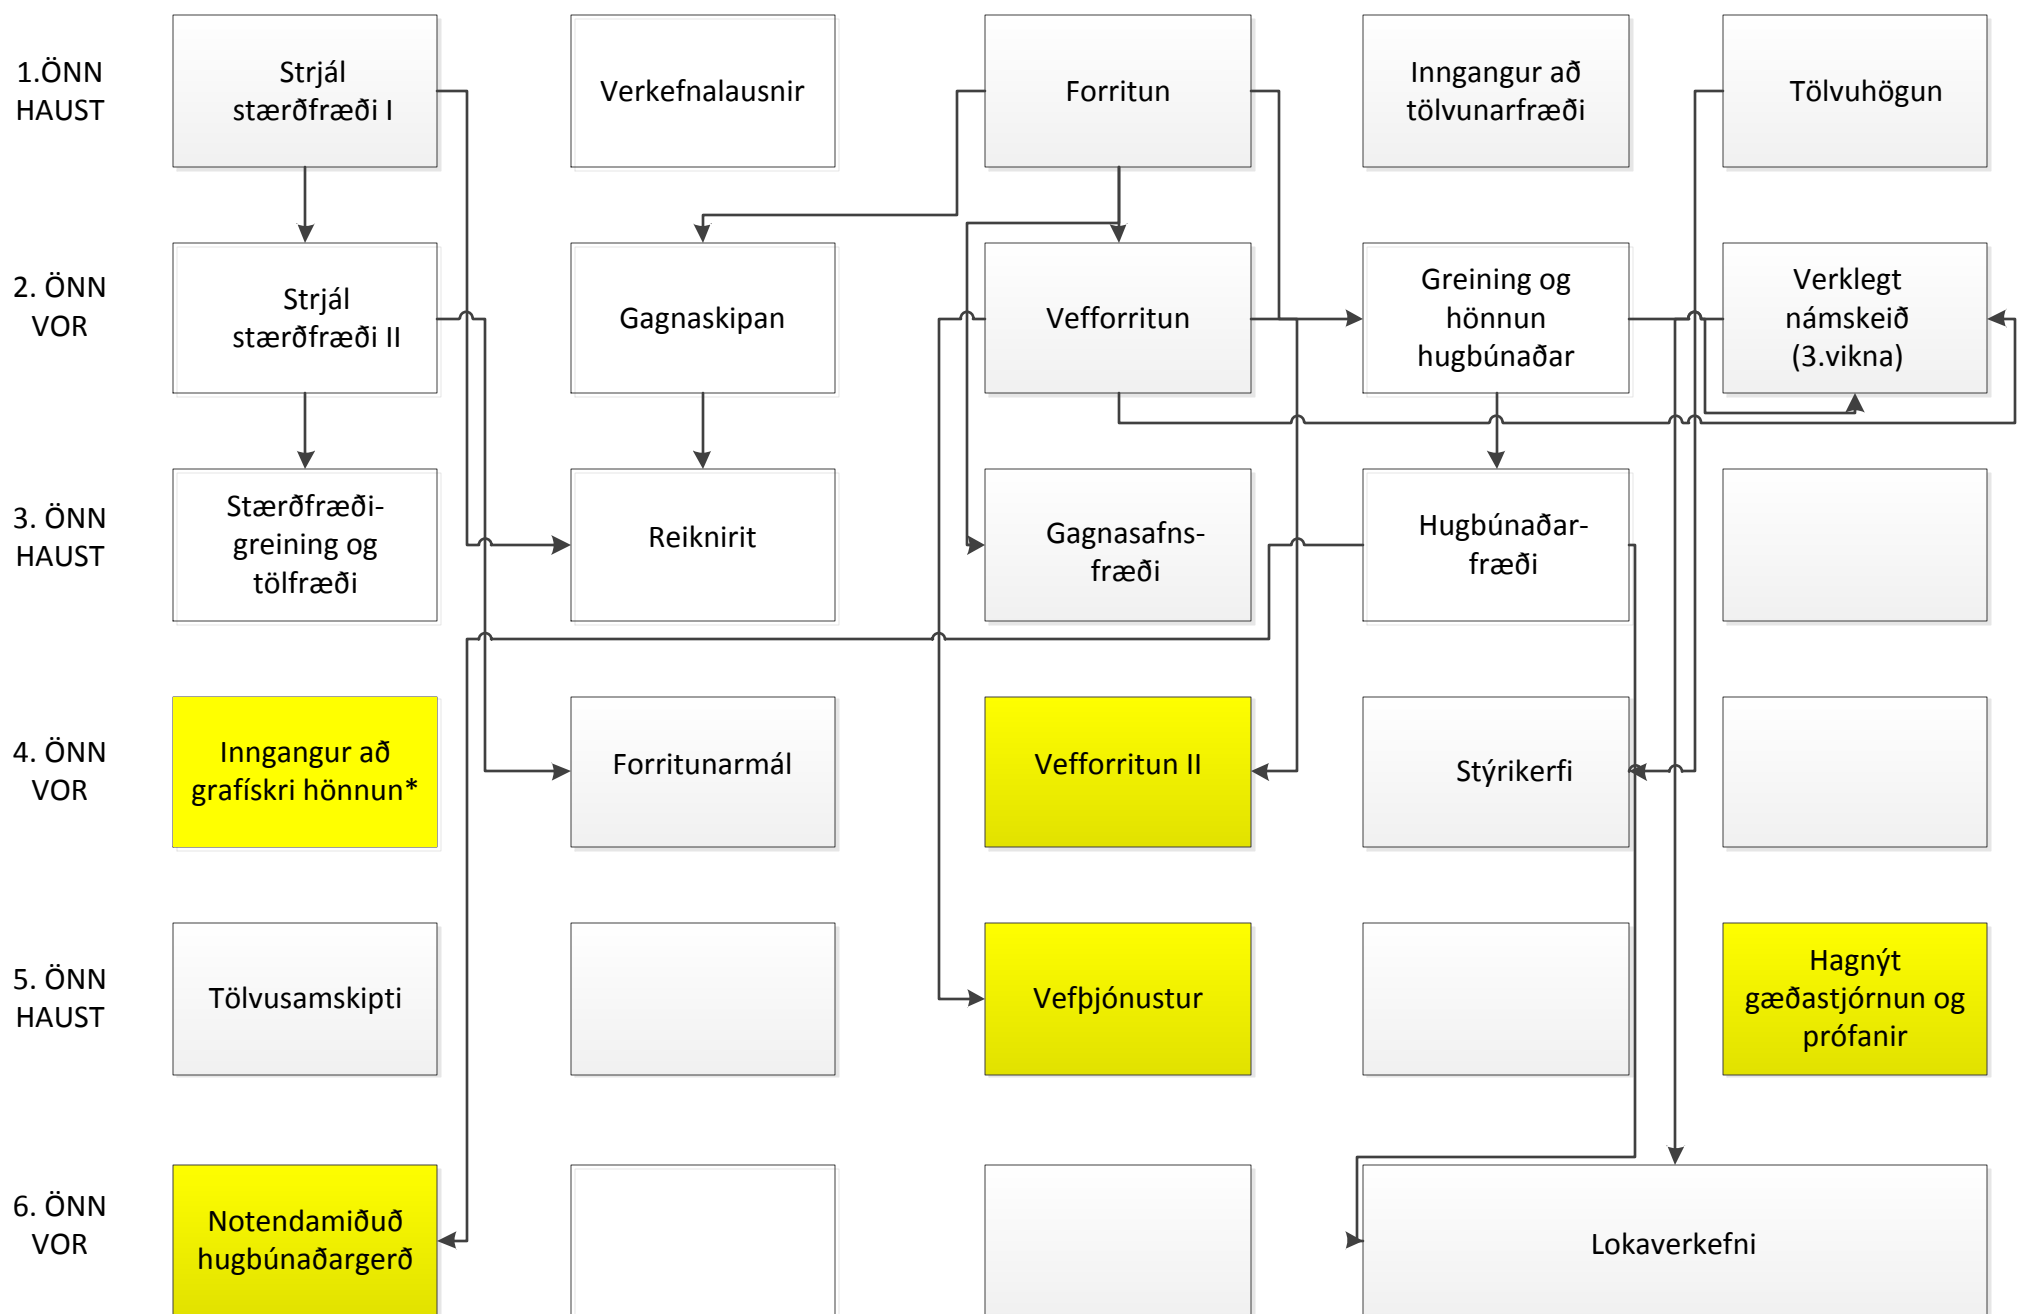 1.ÖNN
HAUST
Strjál
stærðfræði I
Verkefnalausnir
Forritun
Inngangur að
tölvunarfræði
Tölvuhögun
2. ÖNN
VOR
Strjál
stærðfræði II
Gagnaskipan
Vefforritun
Greining og
hönnun
hugbúnaðar
Verklegt
námskeið
(3.vikna)
3. ÖNN
HAUST
Stærðfræði-
greining og
tölfræði
Reiknirit
Gagnasafns-
fræði
Hugbúnaðar-
fræði
4. ÖNN
VOR
Inngangur að
grafískri hönnun*
Forritunarmál
Vefforritun II
Stýrikerfi
5. ÖNN
HAUST
Tölvusamskipti
Vefþjónustur
Hagnýt
gæðastjórnun og
prófanir
6. ÖNN
VOR
Notendamiðuð
hugbúnaðargerð
Lokaverkefni